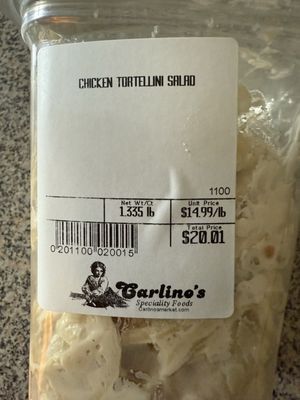 CHICKEN TORTELLINI SALAD
1100
Net Wt/Ct Unit Price
1.335 lb $14.99/lb
Total Price
$20.01
0 201100 020015
Carlino's
Speciality Foods
Carlinosmarket.com